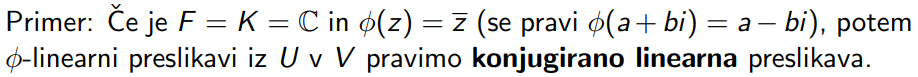 Primer: Če je F = K = ℂ in ϕ(z) = z̅ (se pravi ϕ(a + bi) = a − bi), potem
ϕ-linearni preslikavi iz U v V pravimo konjugirano linearna preslikava.